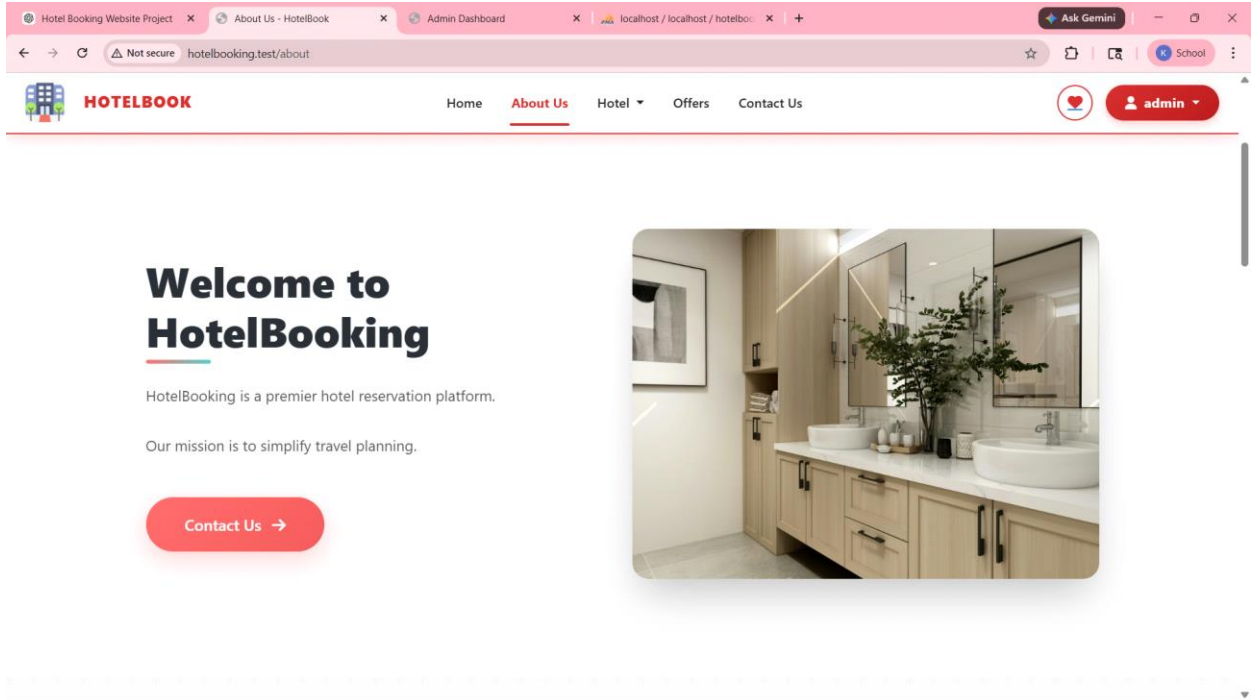 Hotel Booking Website Project
About Us - HotelBook
Admin Dashboard
localhost / localhost / hotelboo
Ask Gemini
Not secure
hotelbooking.test/about
K
School
HOTELBOOK
Home
About Us
Hotel
Offers
Contact Us
admin
Welcome to
HotelBooking
HotelBooking is a premier hotel reservation platform.
Our mission is to simplify travel planning.
Contact Us →